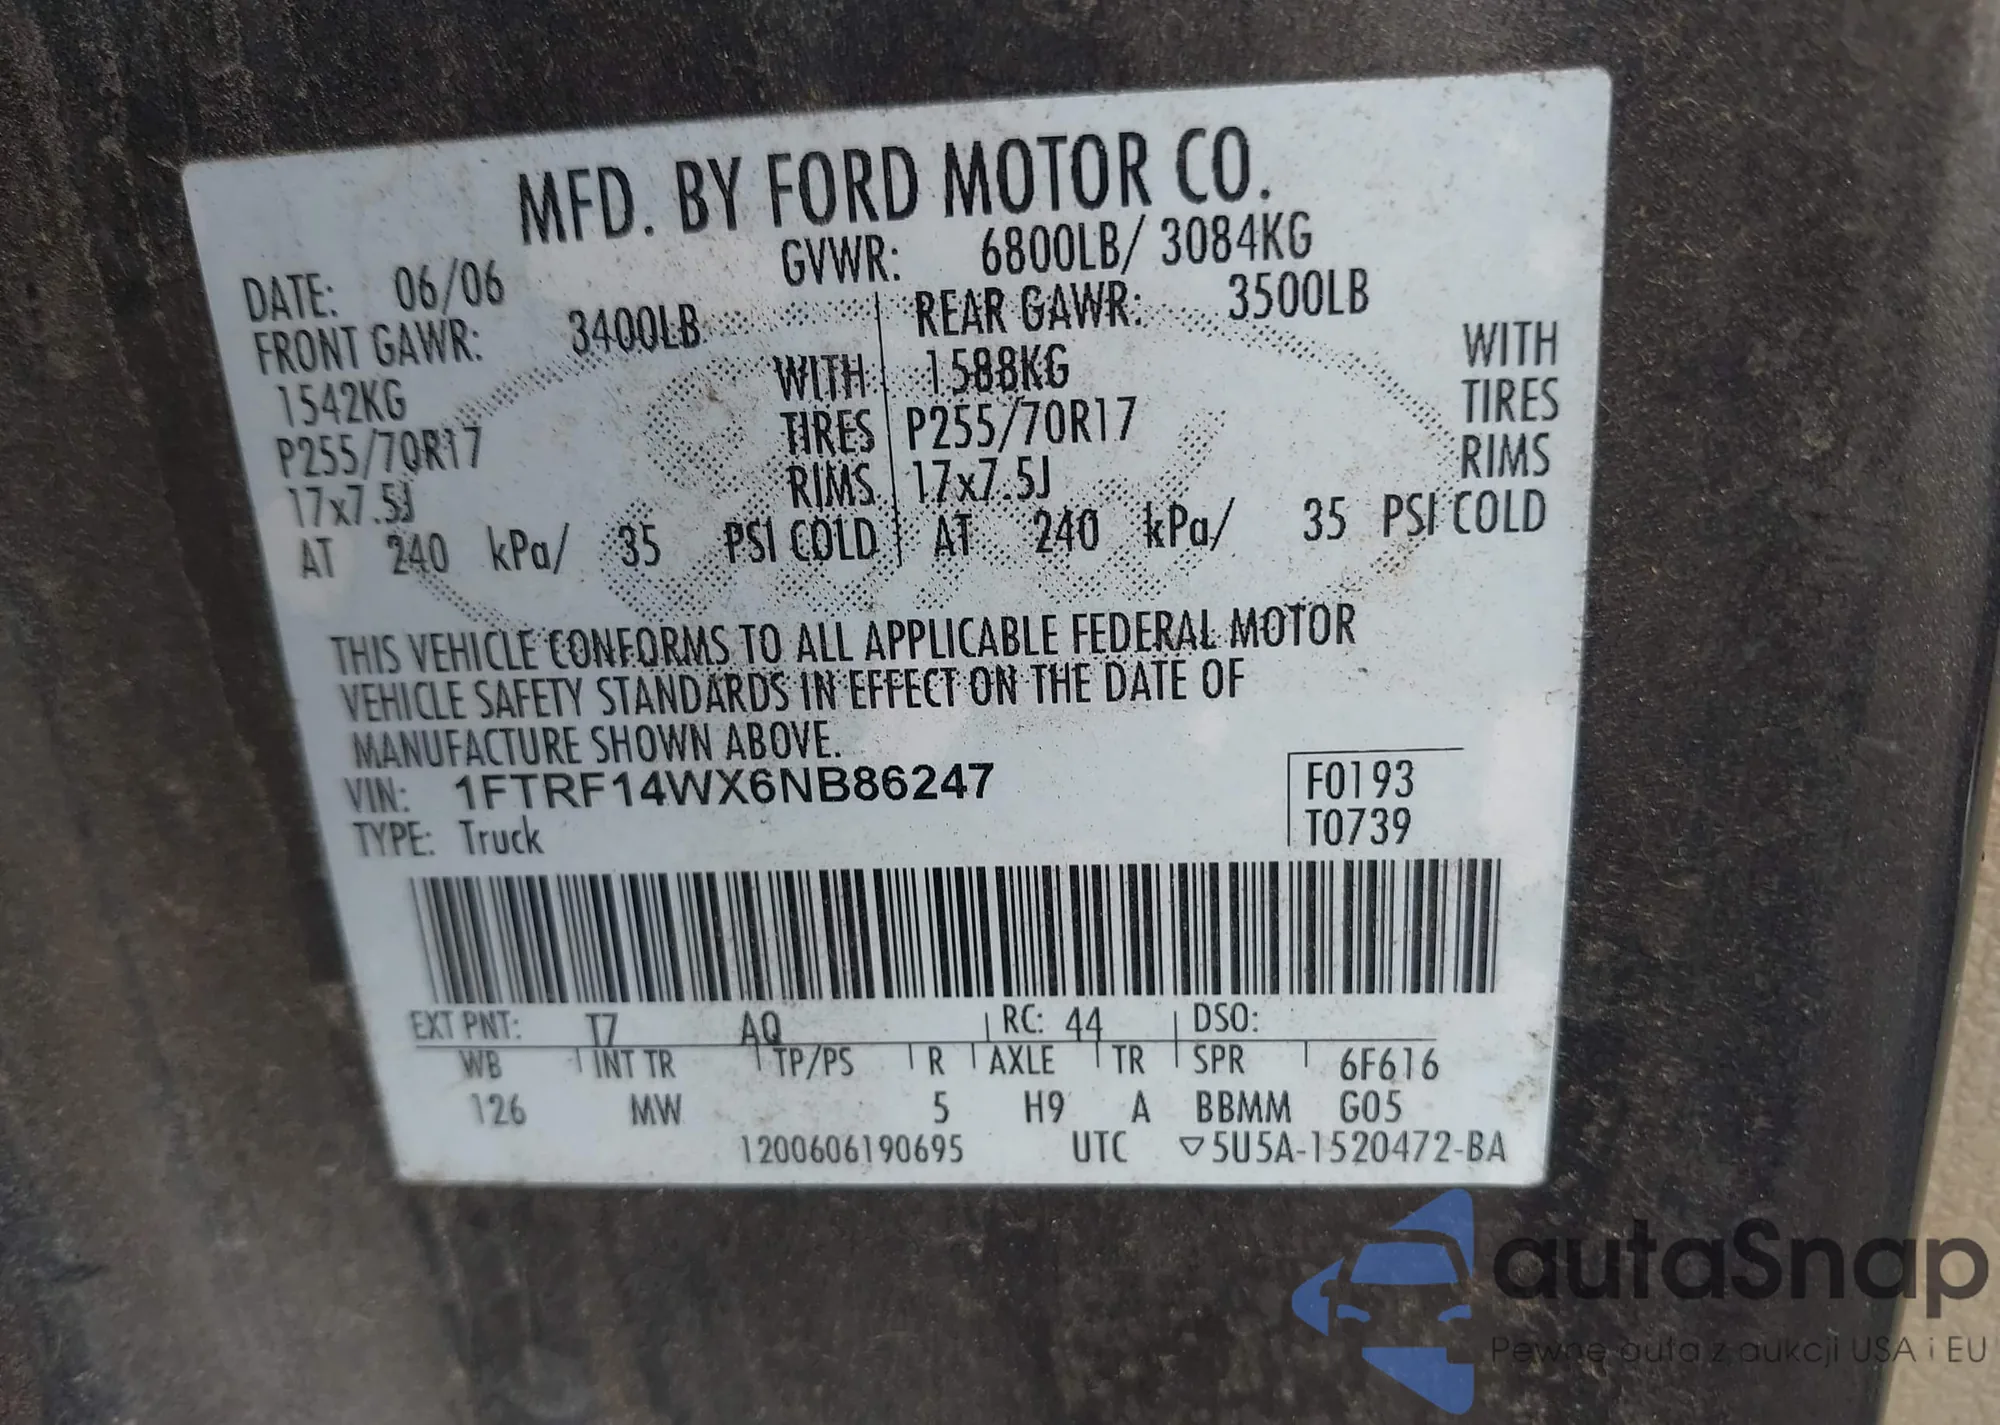 MFD. BY FORD MOTOR CO.
DATE: 06/06 GVWR: 6800LB/ 3084KG
FRONT GAWR: 3400LB REAR GAWR: 3500LB
1542KG WITH 1588KG WITH
P255/70R17 TIRES P255/70R17 TIRES
17x7.5J RIMS 17x7.5J RIMS
AT 240 kPa/ 35 PSI COLD AT 240 kPa/ 35 PSI COLD
THIS VEHICLE CONFORMS TO ALL APPLICABLE FEDERAL MOTOR
VEHICLE SAFETY STANDARDS IN EFFECT ON THE DATE OF
MANUFACTURE SHOWN ABOVE.
VIN: 1FTRF14WX6NB86247 F0193
TYPE: Truck T0739
EXT PNT: T7 AQ RC: 44 DSO:
WB INT TR TP/PS R AXLE TR SPR 6F616
126 MW 5 H9 A BBMM G05
1200606190695 UTC ▽5U5A-1520472-BA
autaSnap
Pewne auta z aukcji USA i EU